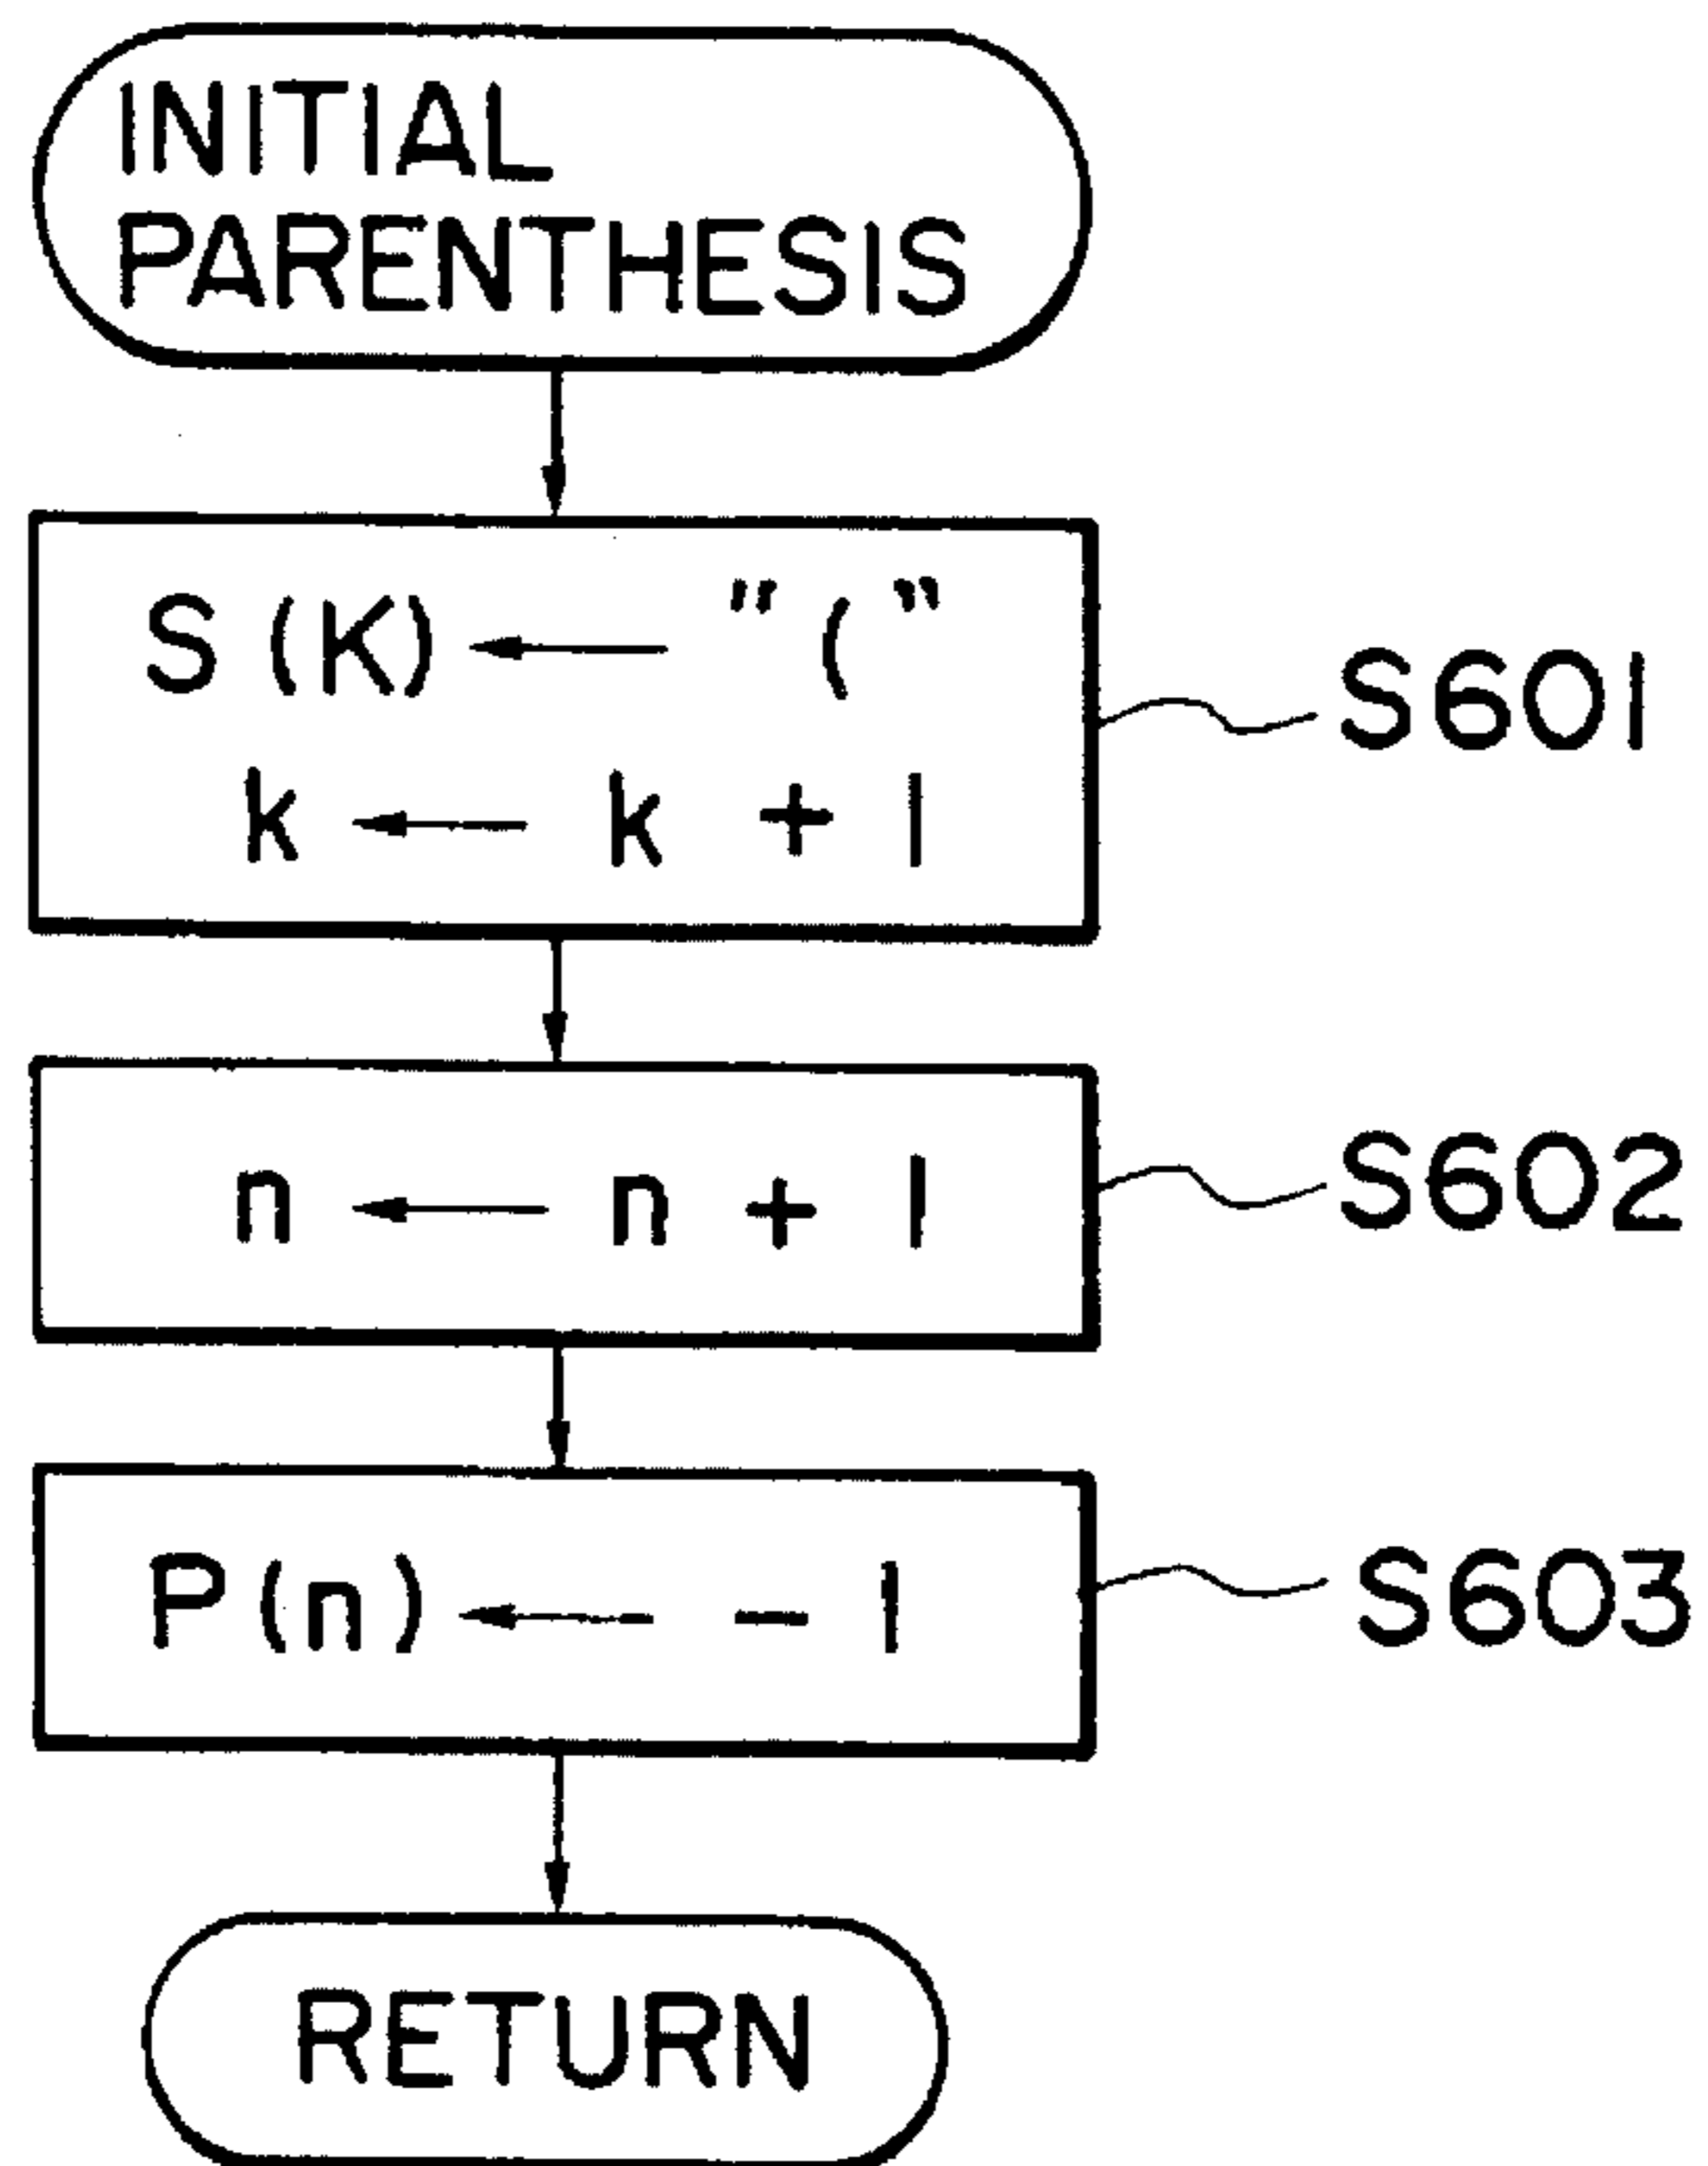 INITIAL
PARENTHESIS
S (K) ← "("
k ← k + 1
S601
n ← n + 1
S602
P(n) ← - 1
S603
RETURN